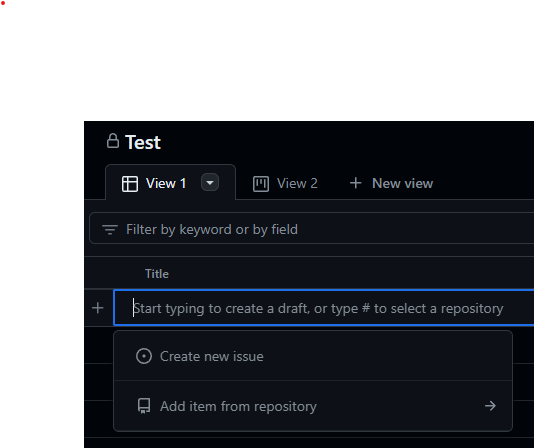 Test
View 1
View 2
New view
Filter by keyword or by field
Title
Start typing to create a draft, or type # to select a repository
Create new issue
Add item from repository